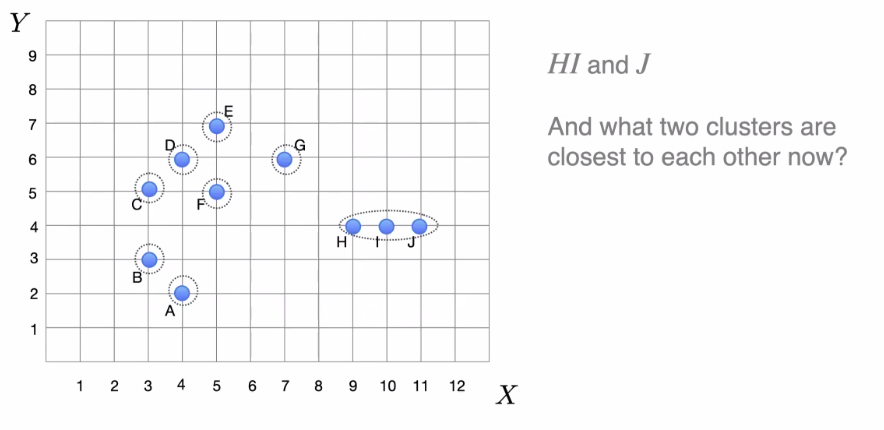 Y
9
8
7
6
5
4
3
2
1
E
D
G
C
F
H I J
B
A
1 2 3 4 5 6 7 8 9 10 11 12
X
HI and J
And what two clusters are
closest to each other now?